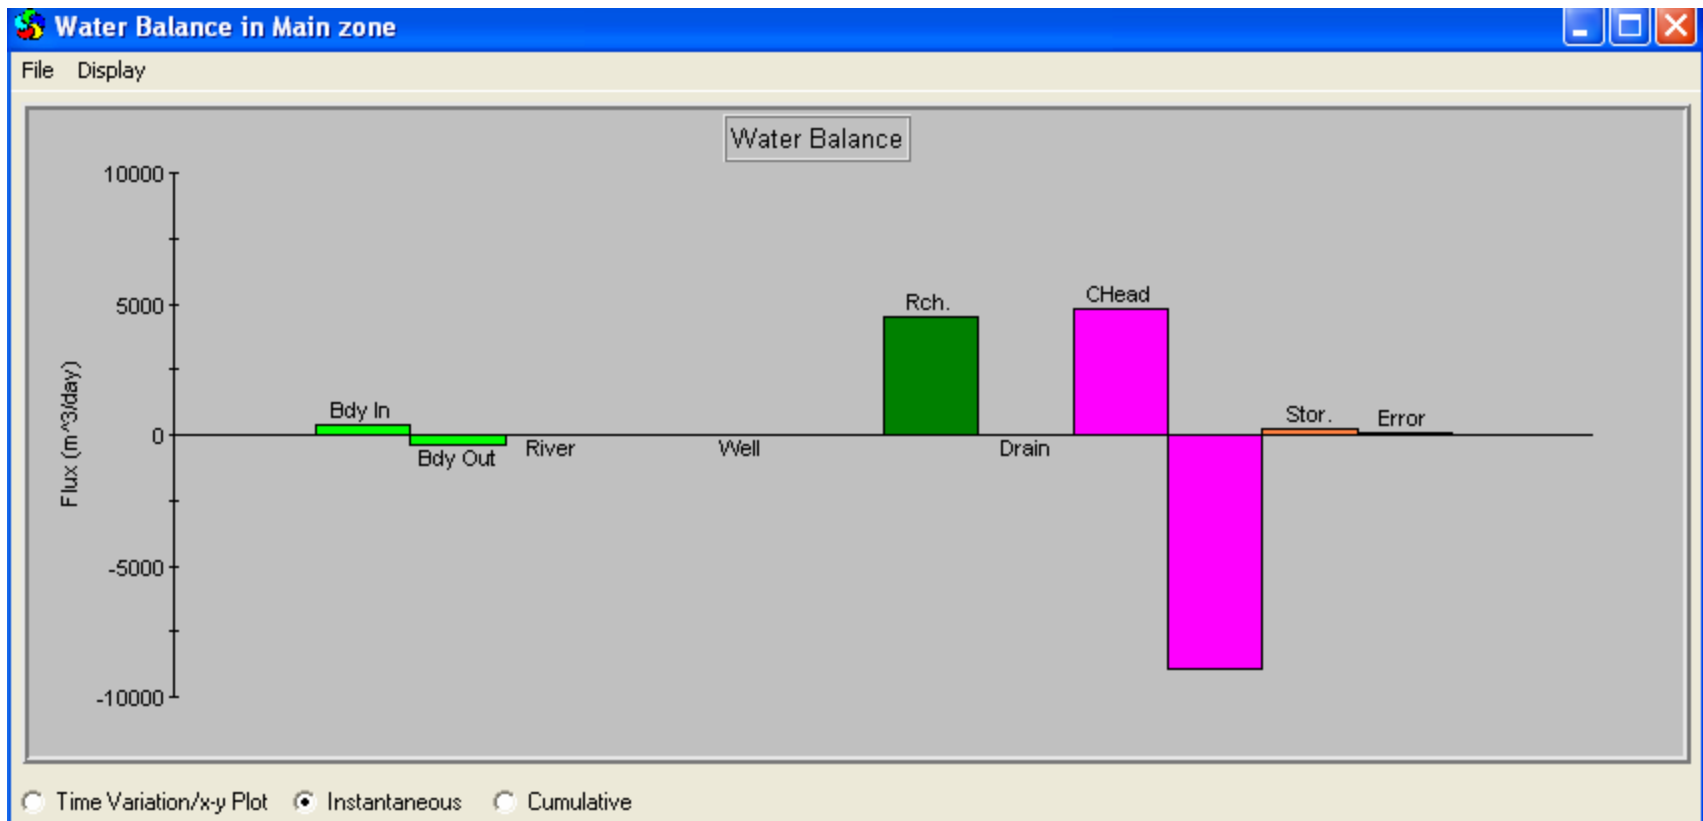 Water Balance in Main zone
File Display
Water Balance
10000
5000
0
-5000
-10000
Flux (m^3/day)
Bdy In
Bdy Out
River
Well
Rch.
Drain
CHead
Stor.
Error
Time Variation/x-y Plot Instantaneous Cumulative